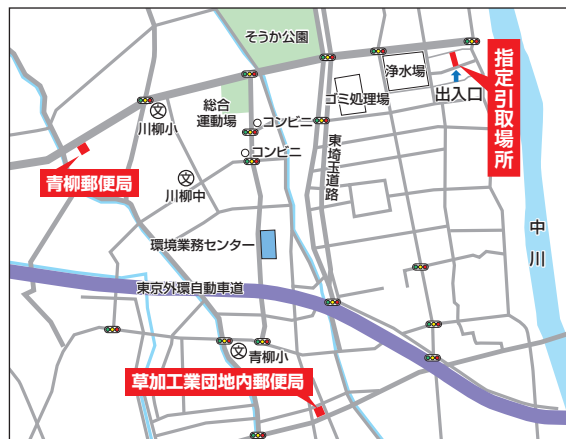 そうか公園
浄水場
指定引取場所
出入口
ゴミ処理場
総合
運動場
コンビニ
文
川柳小
コンビニ
青柳郵便局
文
川柳中
東埼玉道路
中川
環境業務センター
東京外環自動車道
文
青柳小
草加工業団地内郵便局